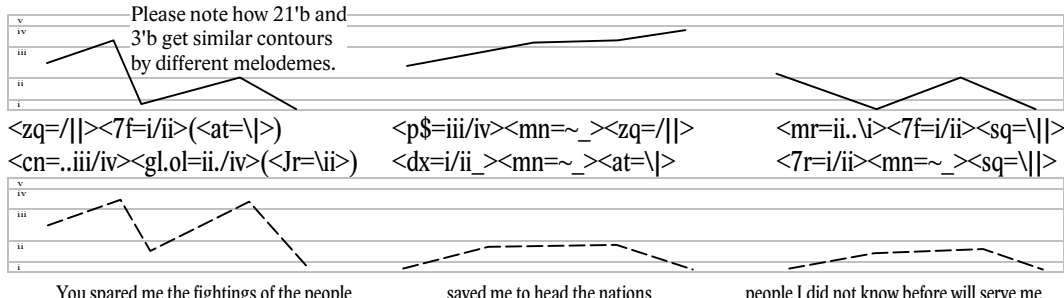 Please note how 21'b and
3'b get similar contours
by different melodemes.
v
iv
iii
ii
i
<zq=/||><7f=i/ii>(<at=\|>) <p$=iii/iv><mn=~_><zq=/||> <mr=ii..\i><7f=i/ii><sq=\||>
<cn=..iii/iv><gl.ol=ii./iv>(<Jr=\ii>) <dx=i/ii_><mn=~_><at=\|> <7r=i/ii><mn=~_><sq=\||>
v
iv
iii
ii
i
You spared me the fightings of the people saved me to head the nations people I did not know before will serve me